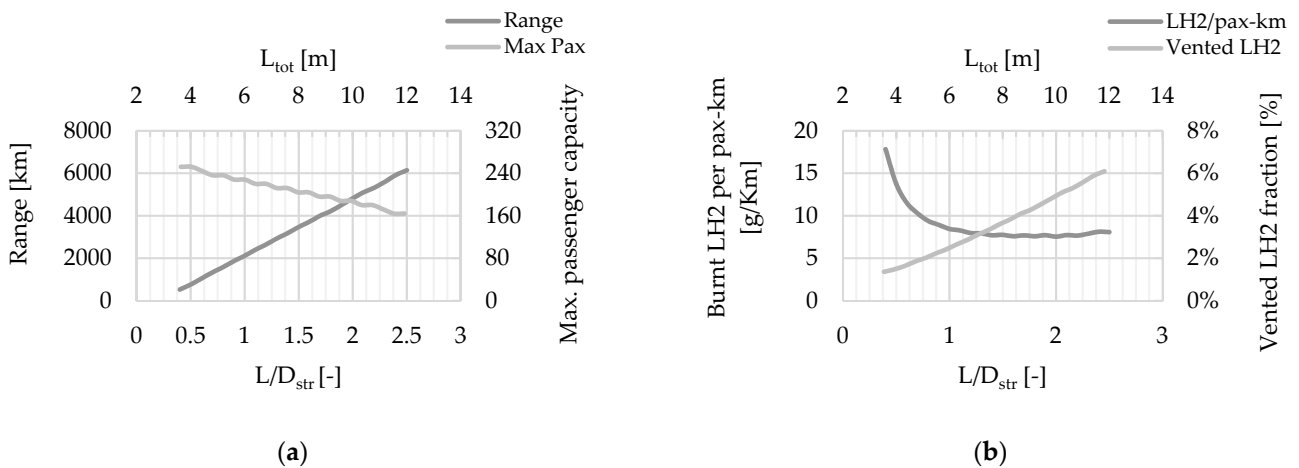 Range
Max Pax
L_tot [m]
2 4 6 8 10 12 14
Range [km]
8000 6000 4000 2000 0
320 240 160 80 0
Max. passenger capacity
0 0.5 1 1.5 2 2.5 3
L/D_str [-]
(a)
LH2/pax-km
Vented LH2
L_tot [m]
2 4 6 8 10 12 14
Burnt LH2 per pax-km
[g/Km]
20 15 10 5 0
8% 6% 4% 2% 0%
Vented LH2 fraction [%]
0 1 2 3
L/D_str [-]
(b)